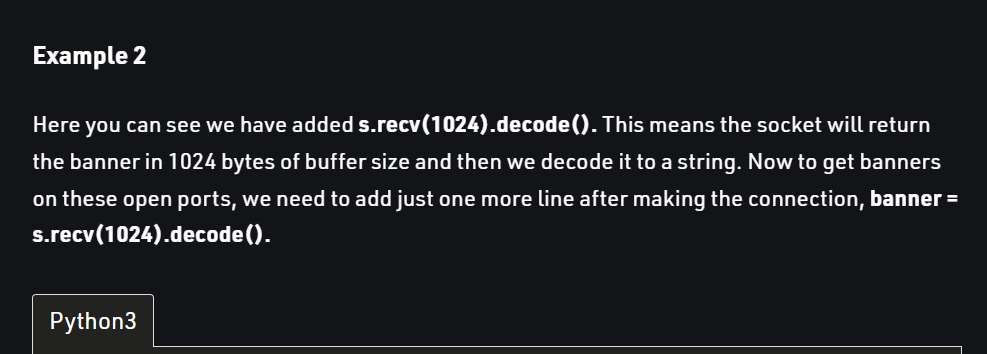 Example 2
Here you can see we have added s.recv(1024).decode(). This means the socket will return
the banner in 1024 bytes of buffer size and then we decode it to a string. Now to get banners
on these open ports, we need to add just one more line after making the connection, banner =
s.recv(1024).decode().
Python3